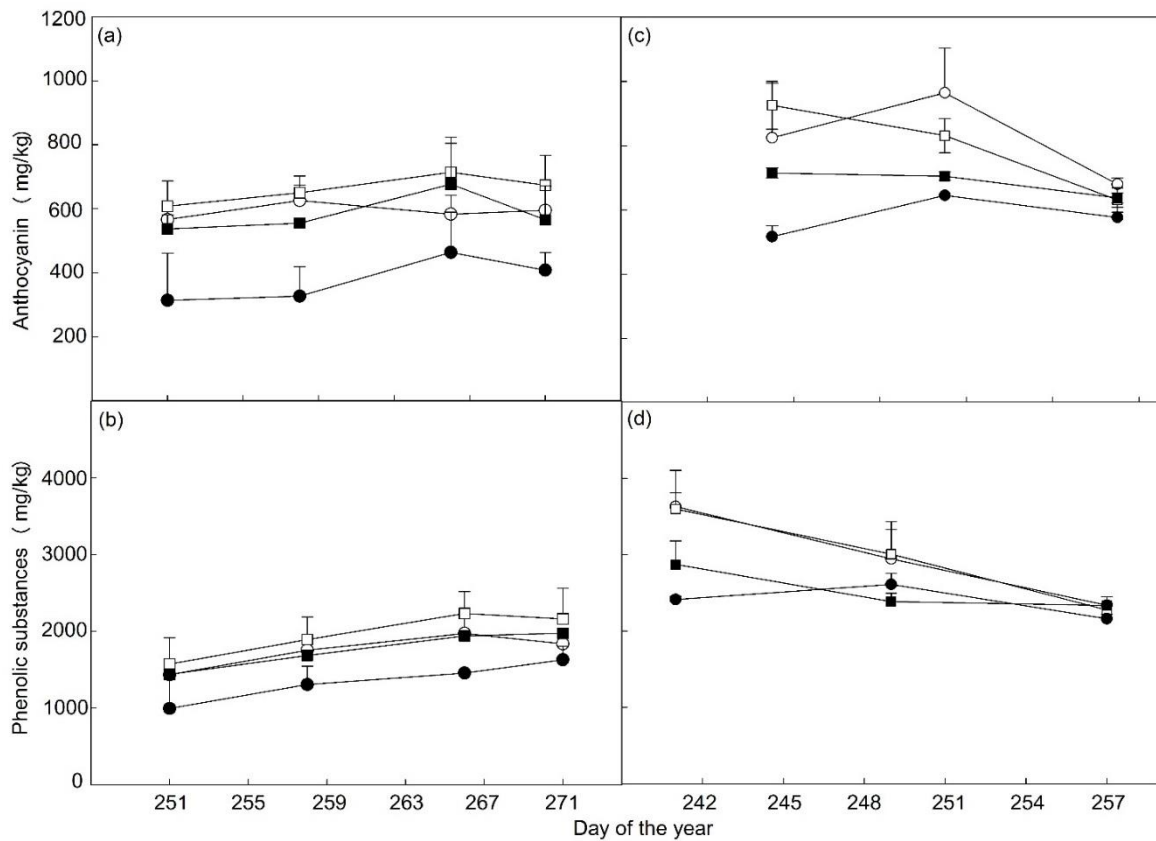 (a)
(c)
Anthocyanin ( mg/kg)
1200
1000
800
600
400
200
(b)
(d)
Phenolic substances ( mg/kg)
4000
3000
2000
1000
0
251 255 259 263 267 271
242 245 248 251 254 257
Day of the year